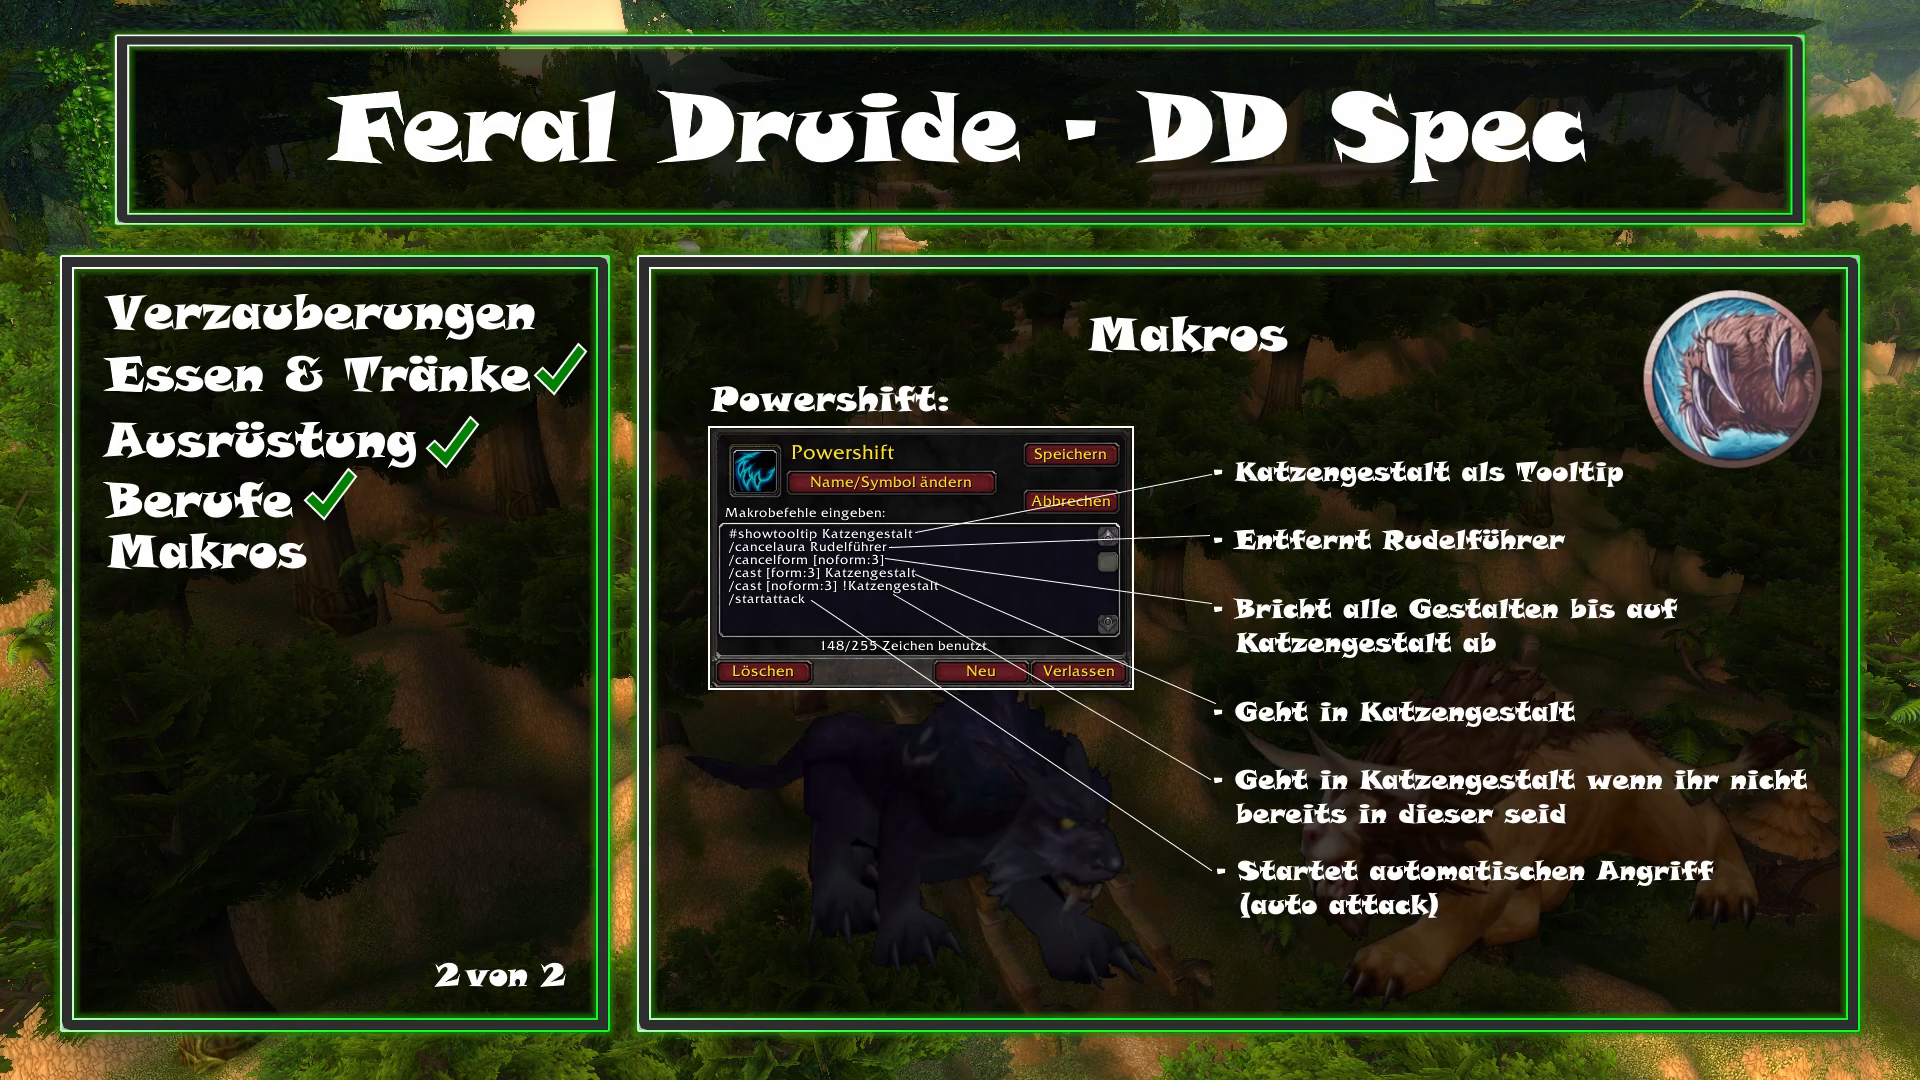 Feral Druide - DD Spec
Verzauberungen
Essen & Tränke
Ausrüstung
Berufe
Makros
2 von 2
Makros
Powershift:
Powershift
Speichern
Name/Symbol ändern
Abbrechen
Makrobefehle eingeben:
#showtooltip Katzengestalt
/cancelaura Rudelführer
/cancelform [noform:3]
/cast [form:3] Katzengestalt
/cast [noform:3] !Katzengestalt
/startattack
148/255 Zeichen benutzt
Löschen
Neu
Verlassen
- Katzengestalt als Tooltip
- Entfernt Rudelführer
- Bricht alle Gestalten bis auf
Katzengestalt ab
- Geht in Katzengestalt
- Geht in Katzengestalt wenn ihr nicht
bereits in dieser seid
- Startet automatischen Angriff
(auto attack)